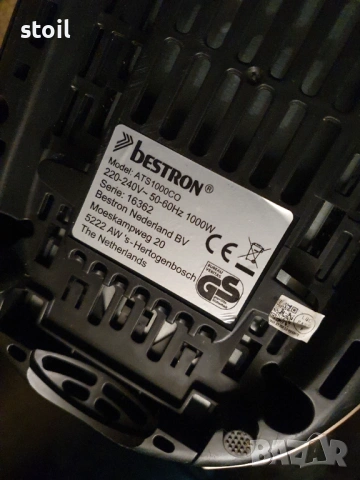 stoil
BESTRON®
Model: ATS1000CO
220-240V~ 50-60Hz 1000W
Serie: 16362
Bestron Nederland BV
Moeskampweg 20
5222 AW 's-Hertogenbosch
The Netherlands
CE
GS
BAZAR